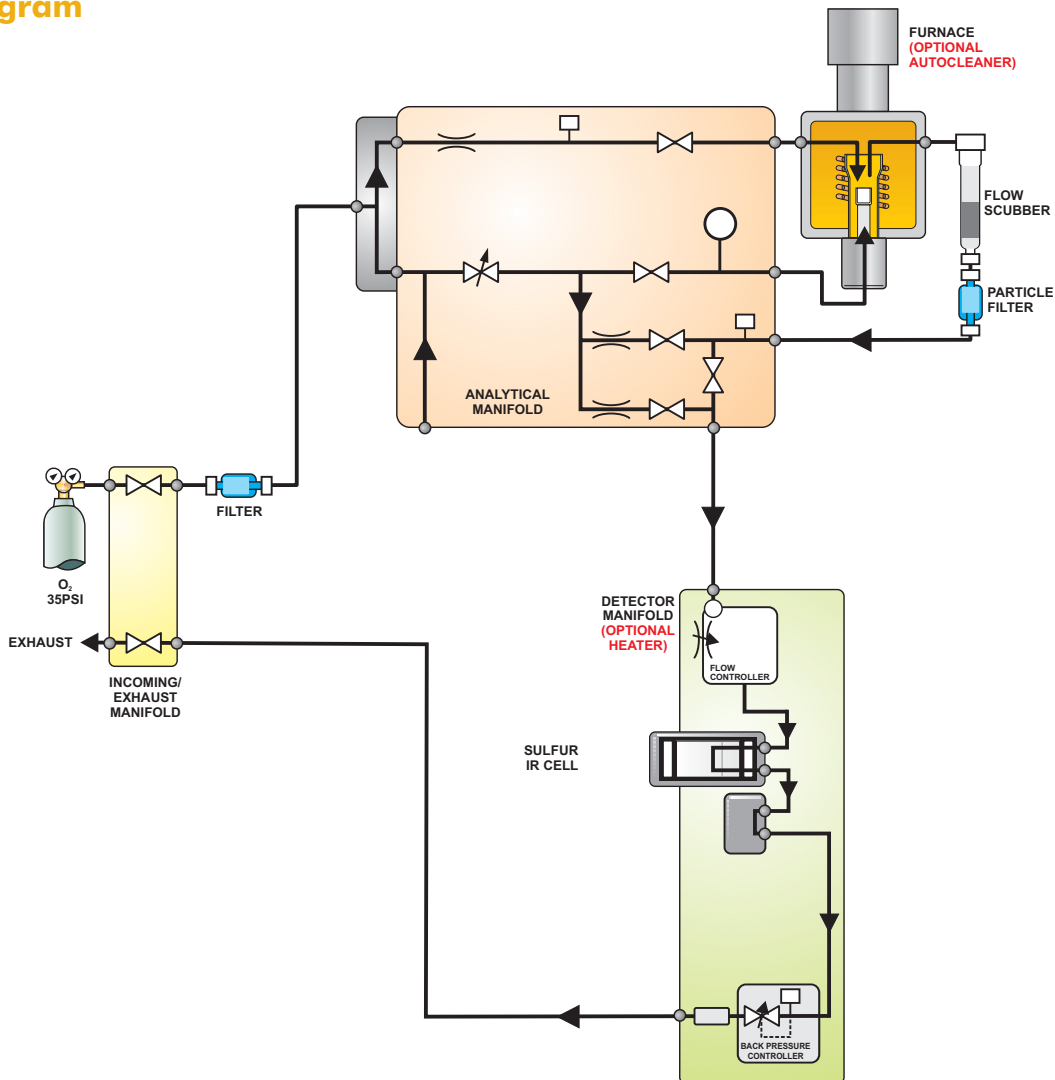 gram
FURNACE
(OPTIONAL
AUTOCLEANER)
FLOW
SCUBBER
PARTICLE
FILTER
ANALYTICAL
MANIFOLD
FILTER
O₂
35PSI
EXHAUST
INCOMING/
EXHAUST
MANIFOLD
DETECTOR
MANIFOLD
(OPTIONAL
HEATER)
FLOW
CONTROLLER
SULFUR
IR CELL
BACK PRESSURE
CONTROLLER